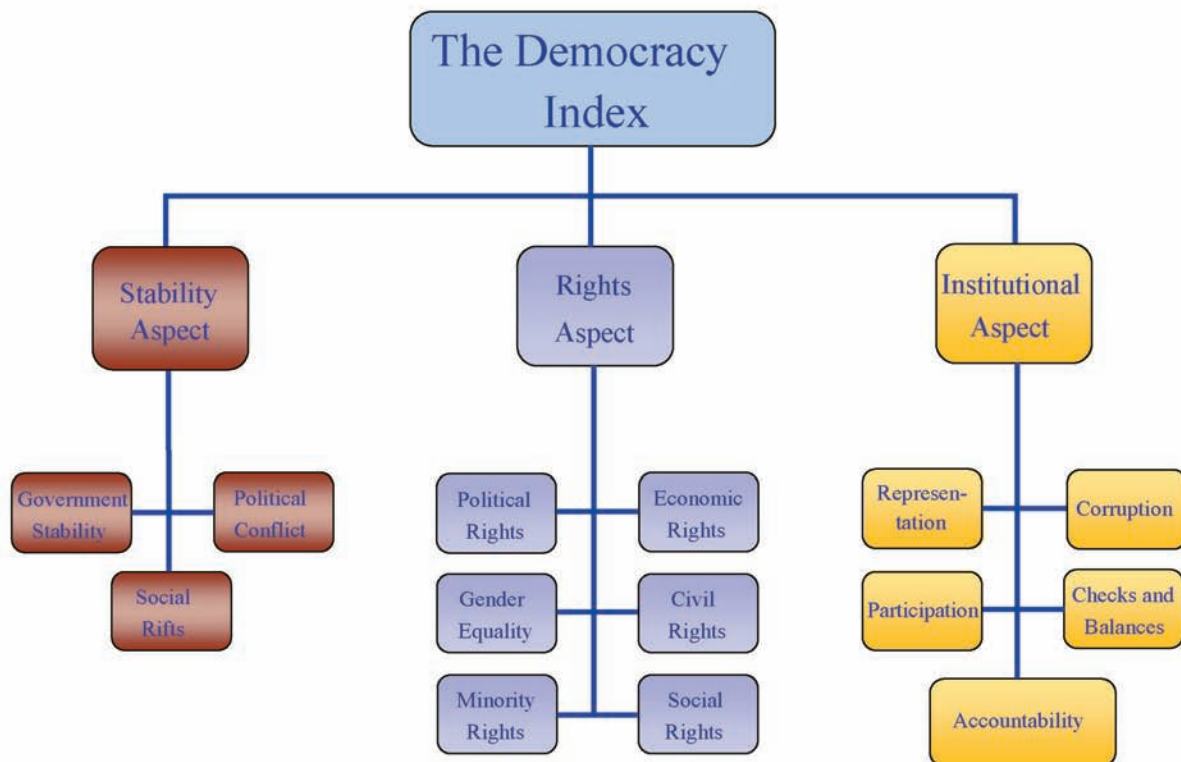 The Democracy
Index
Stability
Aspect
Rights
Aspect
Institutional
Aspect
Government
Stability
Political
Conflict
Social
Rifts
Political
Rights
Economic
Rights
Gender
Equality
Civil
Rights
Minority
Rights
Social
Rights
Represen-
tation
Corruption
Participation
Checks and
Balances
Accountability